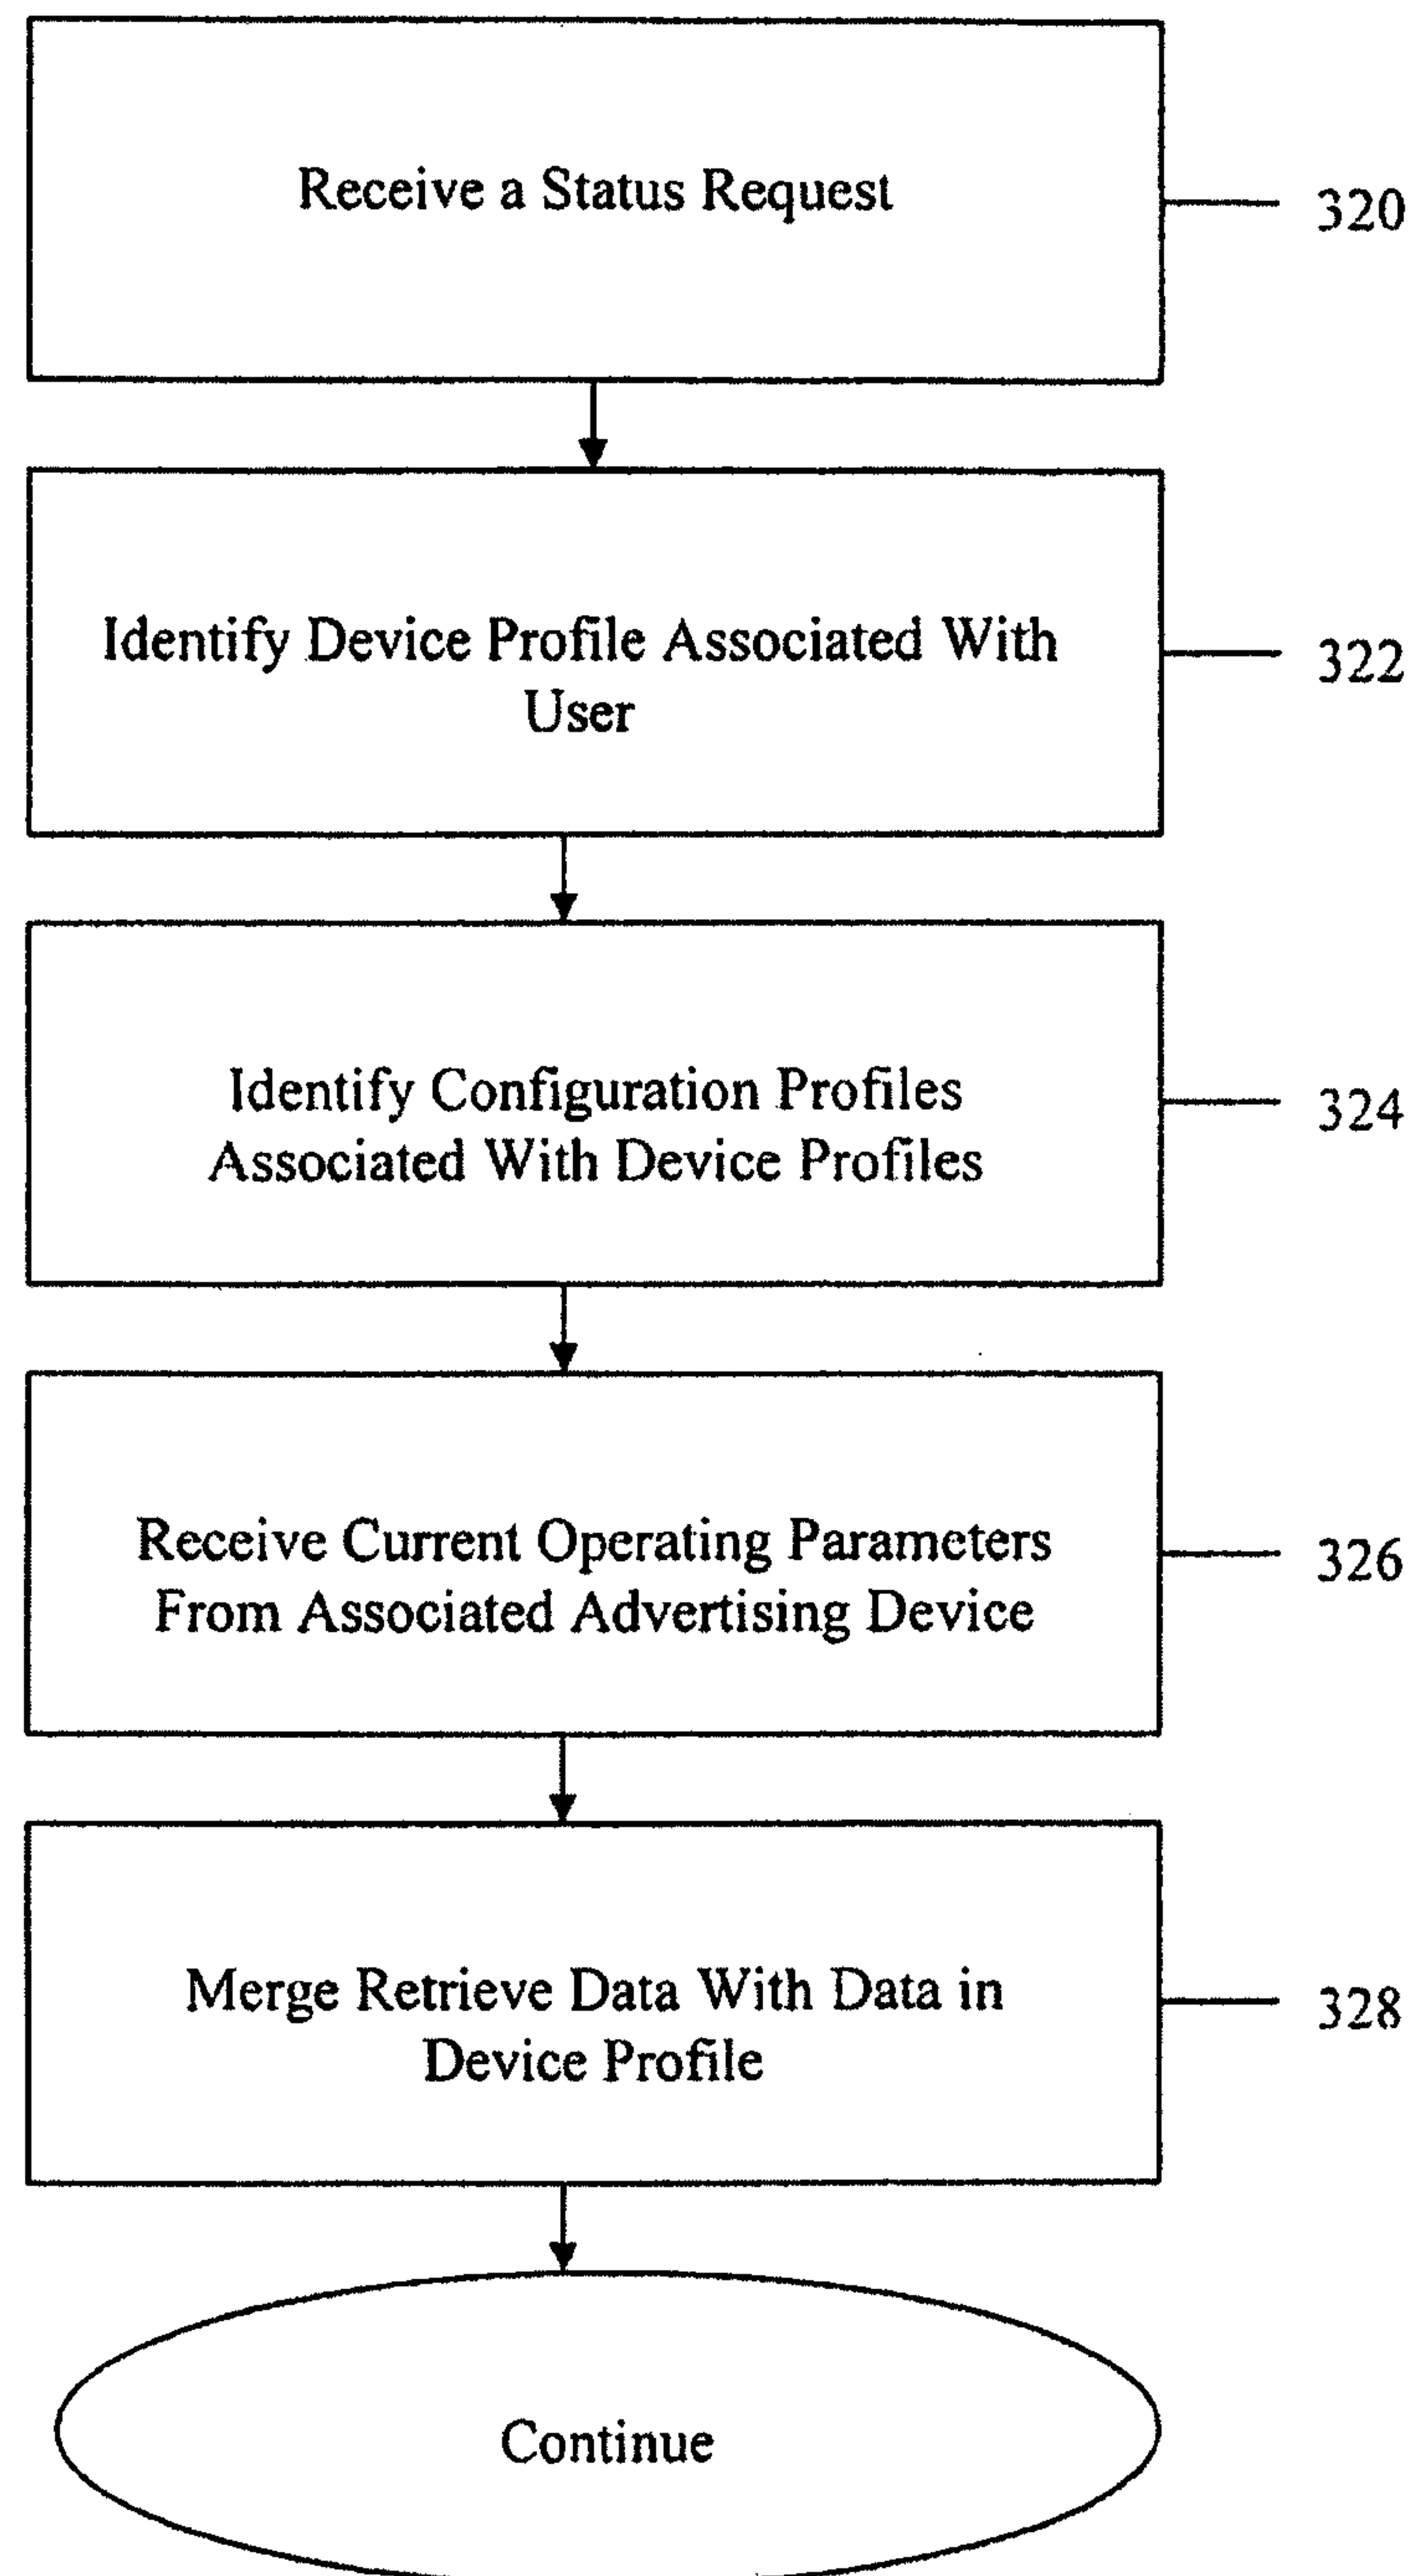 Receive a Status Request
320
Identify Device Profile Associated With
User
322
Identify Configuration Profiles
Associated With Device Profiles
324
Receive Current Operating Parameters
From Associated Advertising Device
326
Merge Retrieve Data With Data in
Device Profile
328
Continue